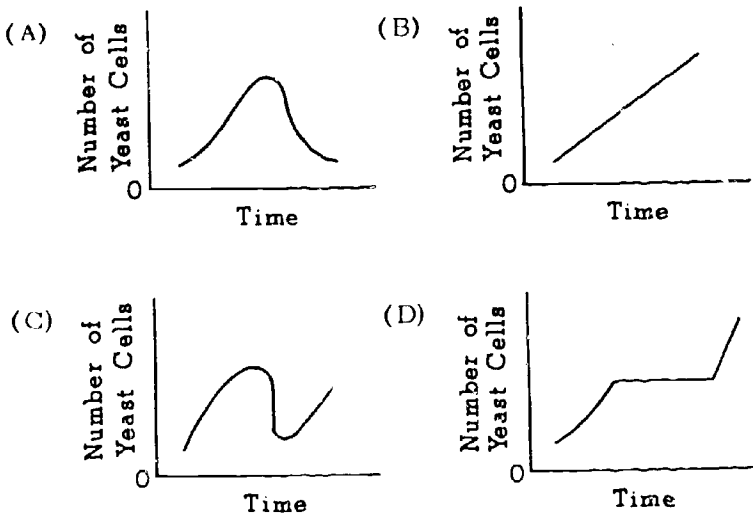 (A)
Number of
Yeast Cells
0
Time
(B)
Number of
Yeast Cells
0
Time
(C)
Number of
Yeast Cells
0
Time
(D)
Number of
Yeast Cells
0
Time